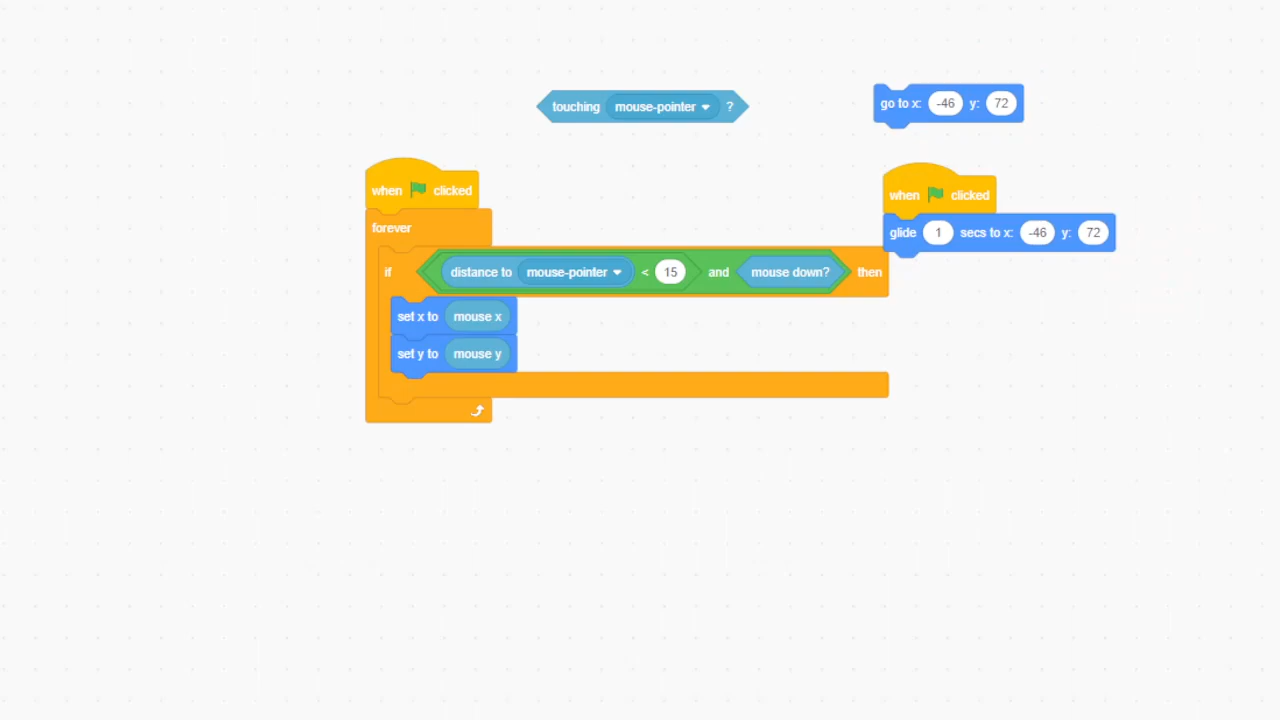 touching mouse-pointer ?
go to x: -46 y: 72
when clicked
forever
if distance to mouse-pointer < 15 and mouse down? then
set x to mouse x
set y to mouse y
when clicked
glide 1 secs to x: -46 y: 72